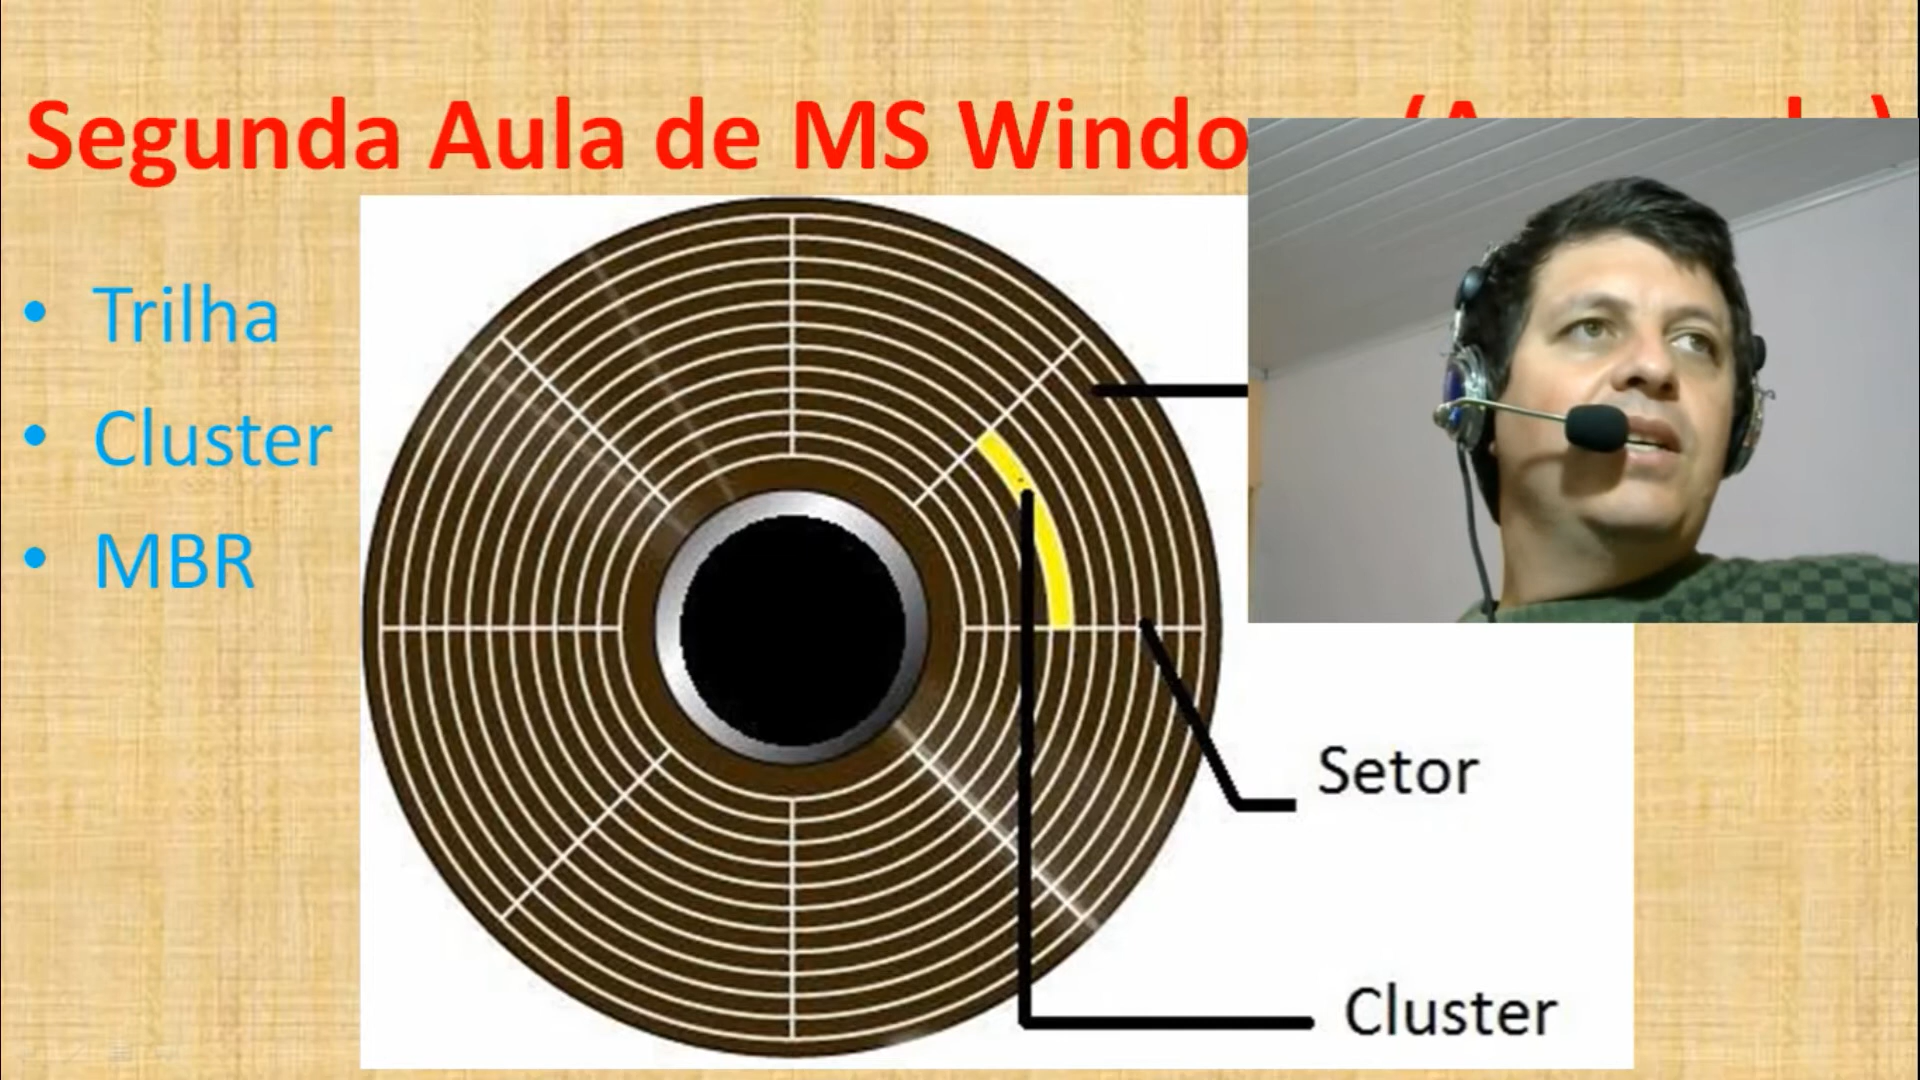 Segunda Aula de MS Windo
Trilha
Cluster
MBR
Setor
Cluster